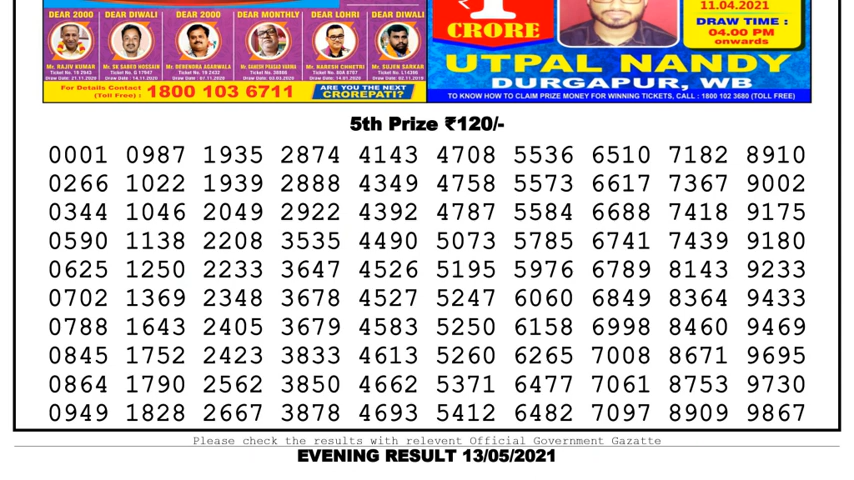 DEAR 2000 DEAR DIWALI DEAR 2000 DEAR MONTHLY DEAR LOHRI DEAR DIWALI
Mr. RAJIV KUMAR Mr. SK SABED HOSSAIN Mr. DEBENDRA AGARWALA Mr. RAMESH PRASAD VARMA Mr. NARESH CHHETRI Mr. SUJEN SARKAR
For Details Contact (Toll Free) : 1800 103 6711 ARE YOU THE NEXT CROREPATI?
1
CRORE
11.04.2021
DRAW TIME :
04.00 PM
onwards
UTPAL NANDY
DURGAPUR, WB
TO KNOW HOW TO CLAIM PRIZE MONEY FOR WINNING TICKETS, CALL : 1800 102 3680 (TOLL FREE)
5th Prize ₹120/-
0001 0987 1935 2874 4143 4708 5536 6510 7182 8910
0266 1022 1939 2888 4349 4758 5573 6617 7367 9002
0344 1046 2049 2922 4392 4787 5584 6688 7418 9175
0590 1138 2208 3535 4490 5073 5785 6741 7439 9180
0625 1250 2233 3647 4526 5195 5976 6789 8143 9233
0702 1369 2348 3678 4527 5247 6060 6849 8364 9433
0788 1643 2405 3679 4583 5250 6158 6998 8460 9469
0845 1752 2423 3833 4613 5260 6265 7008 8671 9695
0864 1790 2562 3850 4662 5371 6477 7061 8753 9730
0949 1828 2667 3878 4693 5412 6482 7097 8909 9867
Please check the results with relevent Official Government Gazatte
EVENING RESULT 13/05/2021